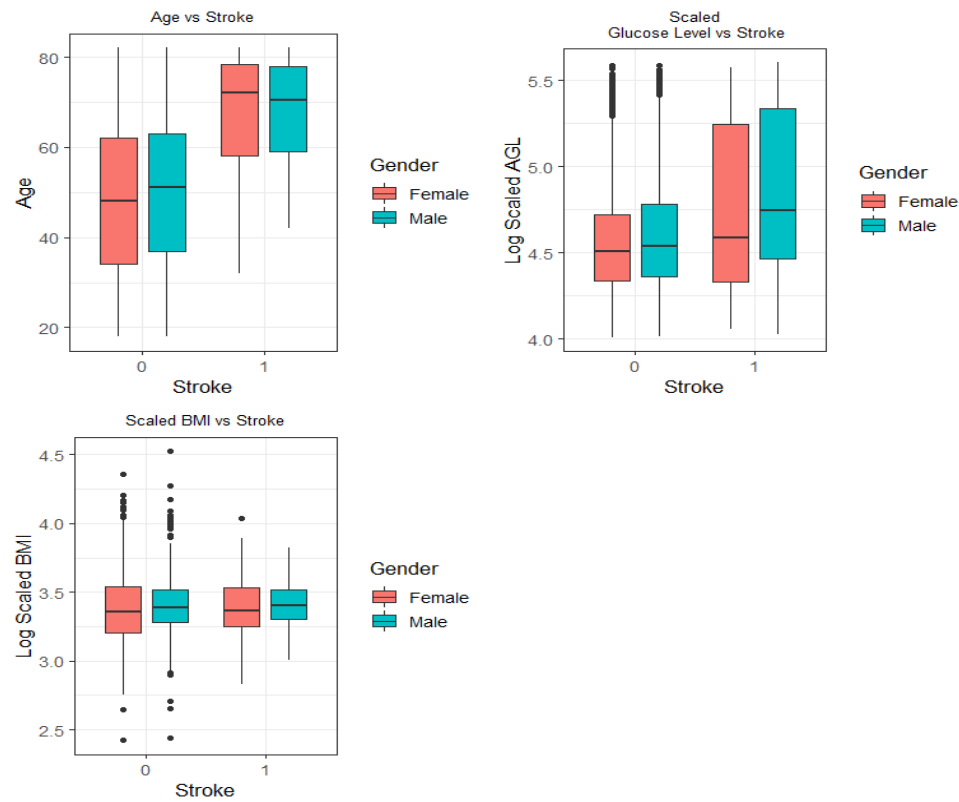 Age vs Stroke
80
60
40
20
Age
0
1
Stroke
Gender
Female
Male
Scaled
Glucose Level vs Stroke
5.5
5.0
4.5
4.0
Log Scaled AGL
0
1
Stroke
Gender
Female
Male
Scaled BMI vs Stroke
4.5
4.0
3.5
3.0
2.5
Log Scaled BMI
0
1
Stroke
Gender
Female
Male